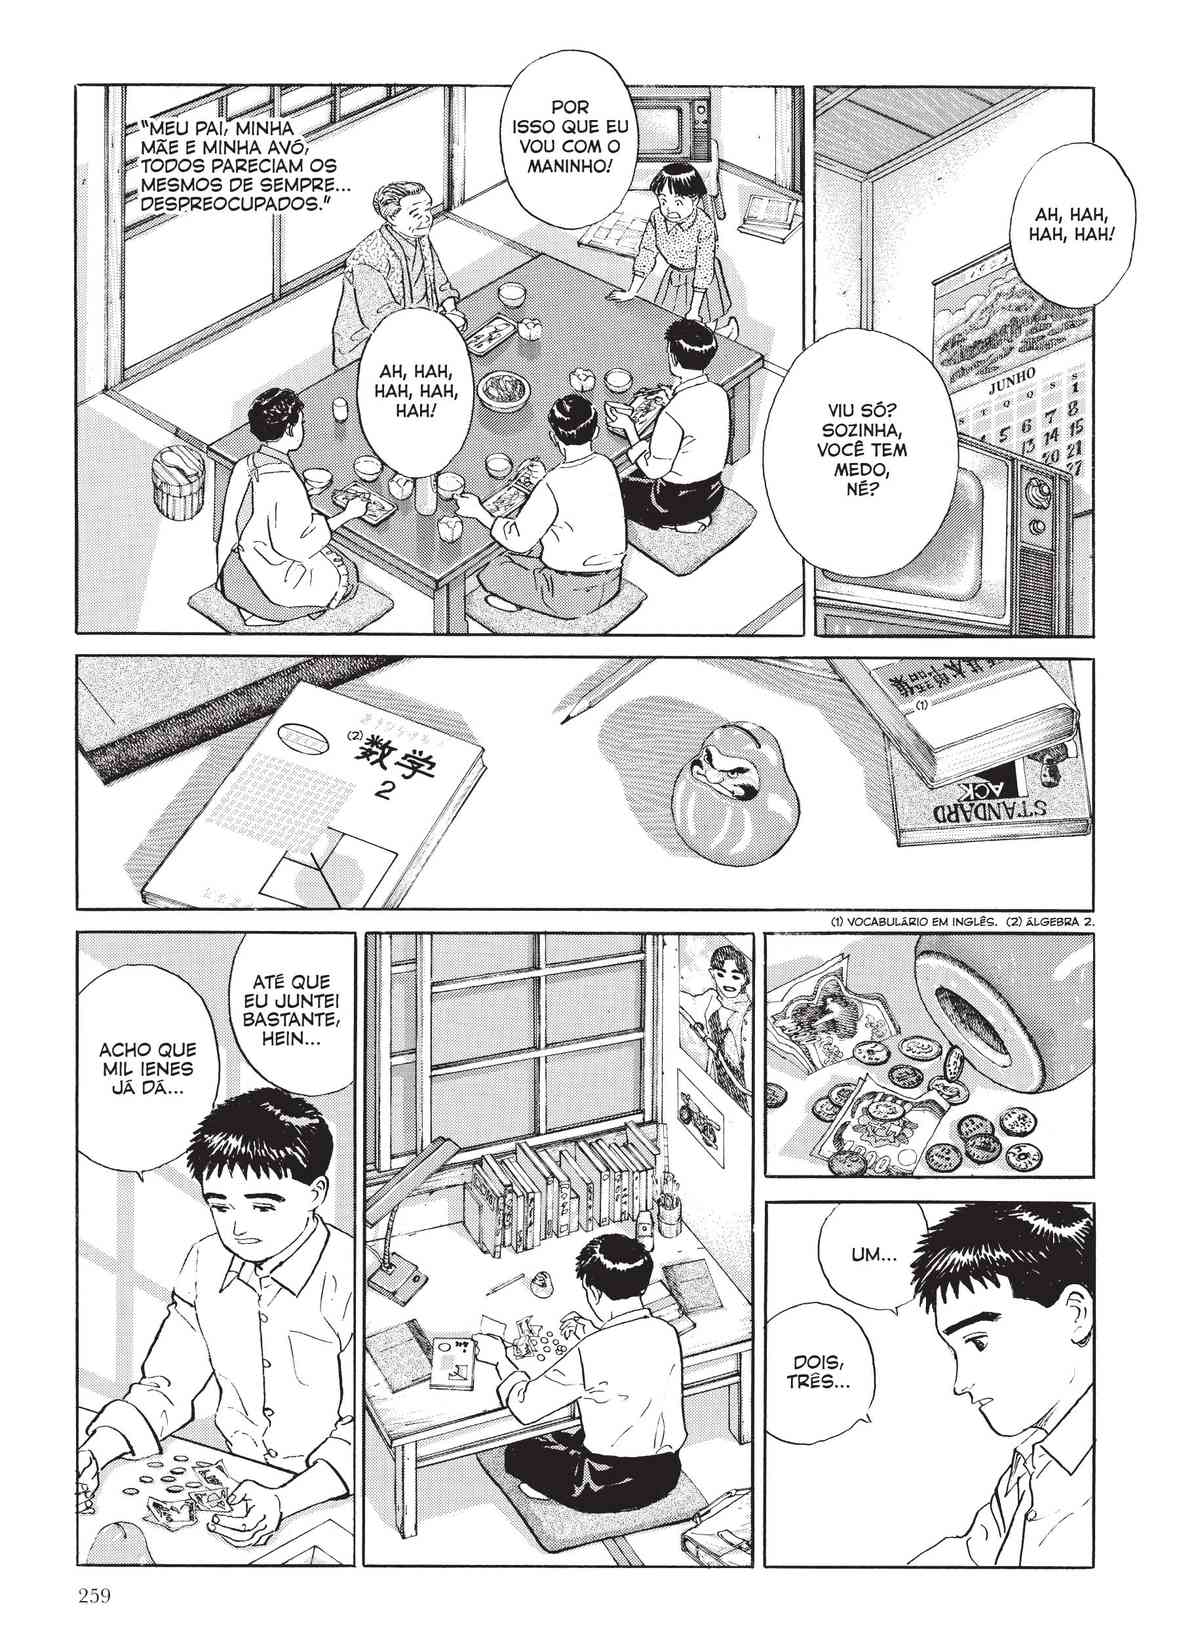 "MEU PAI, MINHA
MÃE E MINHA AVÓ,
TODOS PARECIAM OS
MESMOS DE SEMPRE...
DESPREOCUPADOS."
POR
ISSO QUE EU
VOU COM O
MANINHO!
AH, HAH,
HAH, HAH,
HAH!
AH, HAH,
HAH, HAH!
JUNHO
T Q Q S S
1
7 8
4 5 6
13 14 15
20 21
27
VIU SÓ?
SOZINHA,
VOCÊ TEM
MEDO,
NÉ?
(2)
数学
2
(1)
ACK
STANDARD
(1) VOCABULÁRIO EM INGLÊS. (2) ÁLGEBRA 2.
ATÉ QUE
EU JUNTEI
BASTANTE,
HEIN...
ACHO QUE
MIL IENES
JÁ DÁ...
UM...
DOIS,
TRÊS...
259